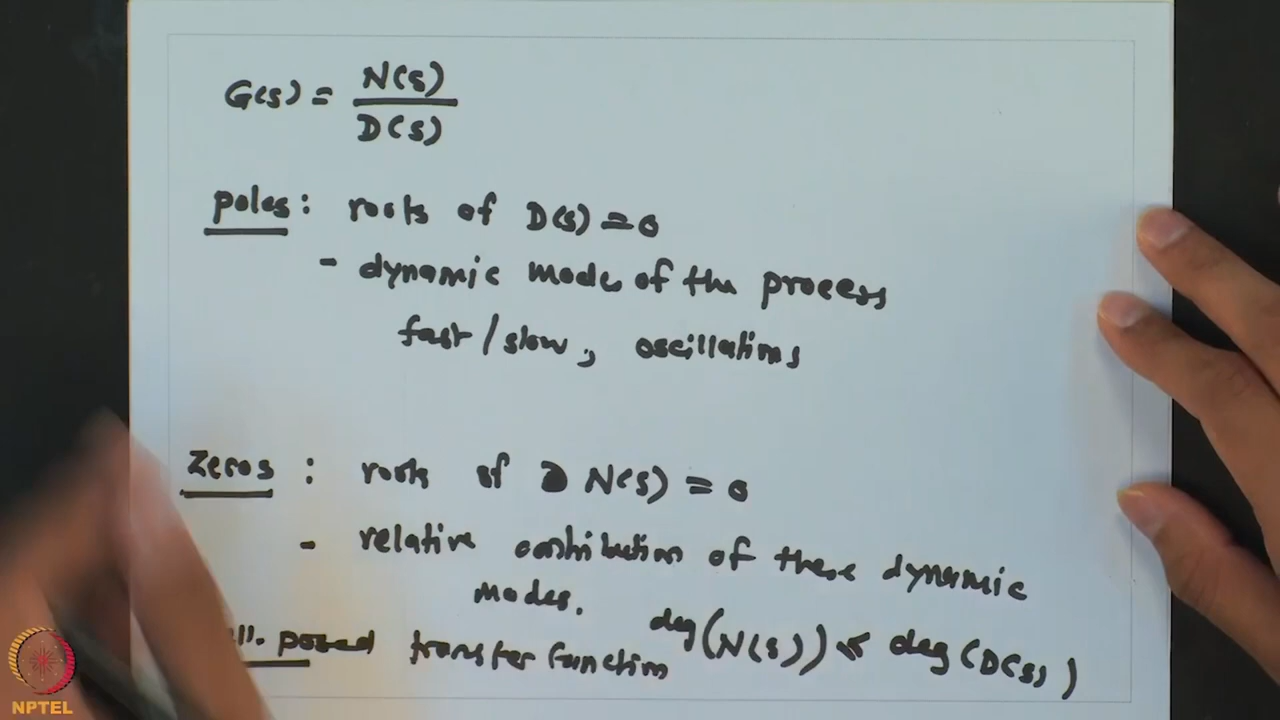 G(s) = N(s) / D(s)
poles : roots of D(s) = 0
- dynamic modes of the process
fast / slow, oscillations
Zeros : roots of N(s) = 0
- relative contribution of these dynamic
modes.
posed transfer function deg(N(s)) < deg(D(s))
NPTEL